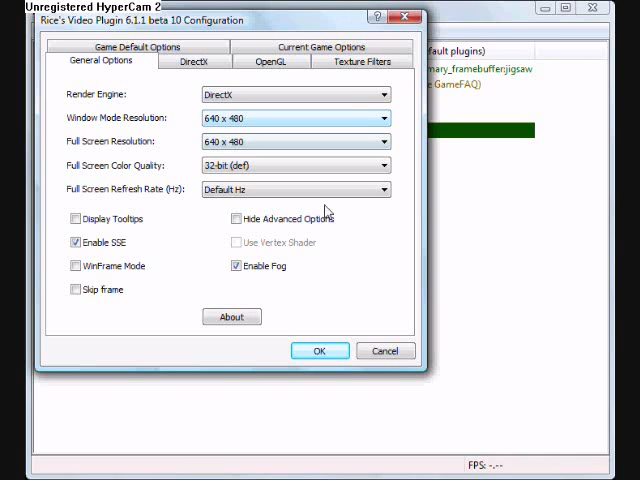 Unregistered HyperCam 2
Rice's Video Plugin 6.1.1 beta 10 Configuration
Game Default Options
Current Game Options
General Options
DirectX
OpenGL
Texture Filters
fault plugins)
Render Engine:
DirectX
mary_framebuffer:jigsaw
e GameFAQ)
Window Mode Resolution:
640 x 480
Full Screen Resolution:
640 x 480
Full Screen Color Quality:
32-bit (def)
Full Screen Refresh Rate (Hz):
Default Hz
Display Tooltips
Hide Advanced Options
Enable SSE
Use Vertex Shader
WinFrame Mode
Enable Fog
Skip frame
About
OK
Cancel
FPS: -.--